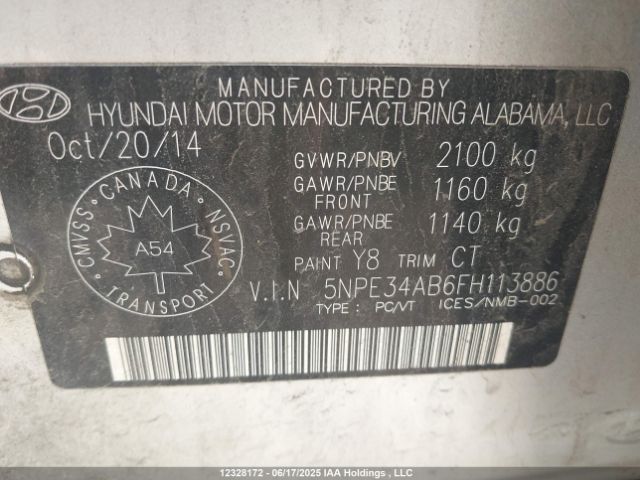 MANUFACTURED BY
HYUNDAI MOTOR MANUFACTURING ALABAMA, LLC
Oct/20/14
GVWR/PNBV 2100 kg
GAWR/PNBE FRONT 1160 kg
GAWR/PNBE REAR 1140 kg
PAINT Y8 TRIM CT
CANADA
CMVSS NSVAC
A54
TRANSPORT
V.I.N 5NPE34AB6FH113886
TYPE : PC/VT ICES/NMB-002
12328172 - 06/17/2025 IAA Holdings , LLC